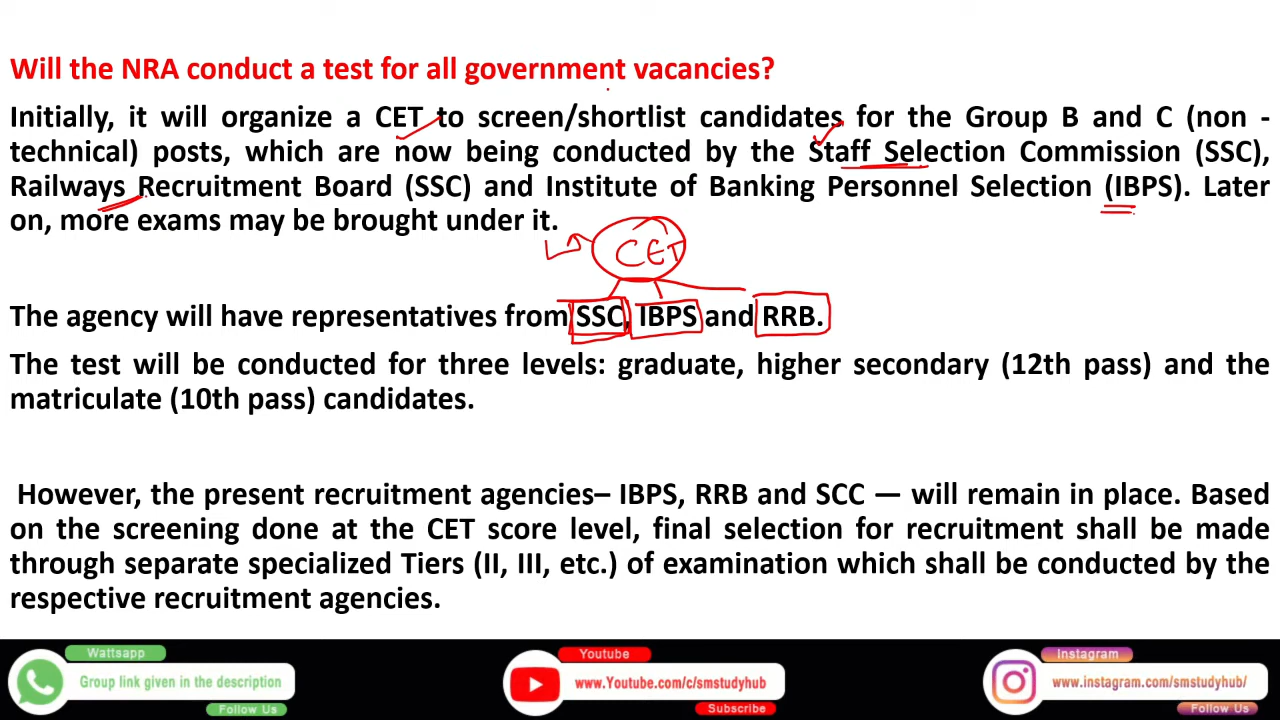 Will the NRA conduct a test for all government vacancies?
Initially, it will organize a CET to screen/shortlist candidates for the Group B and C (non -
technical) posts, which are now being conducted by the Staff Selection Commission (SSC),
Railways Recruitment Board (SSC) and Institute of Banking Personnel Selection (IBPS). Later
on, more exams may be brought under it.
CET
The agency will have representatives from SSC, IBPS and RRB.
The test will be conducted for three levels: graduate, higher secondary (12th pass) and the
matriculate (10th pass) candidates.
However, the present recruitment agencies– IBPS, RRB and SCC — will remain in place. Based
on the screening done at the CET score level, final selection for recruitment shall be made
through separate specialized Tiers (II, III, etc.) of examination which shall be conducted by the
respective recruitment agencies.
Wattsapp
Group link given in the description
Follow Us
Youtube
www.Youtube.com/c/smstudyhub
Subscribe
Instagram
www.instagram.com/smstudyhub/
Follow Us